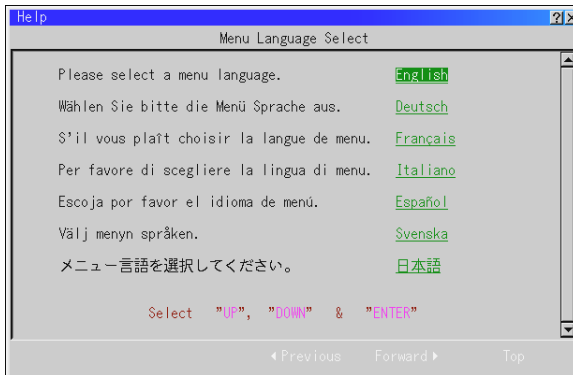 Help ?×
Menu Language Select
Please select a menu language. English
Wählen Sie bitte die Menü Sprache aus. Deutsch
S'il vous plaît choisir la langue de menu. Français
Per favore di scegliere la lingua di menu. Italiano
Escoja por favor el idioma de menú. Español
Välj menyn språken. Svenska
メニュー言語を選択してください。 日本語
Select "UP", "DOWN" & "ENTER"
Previous Forward Top